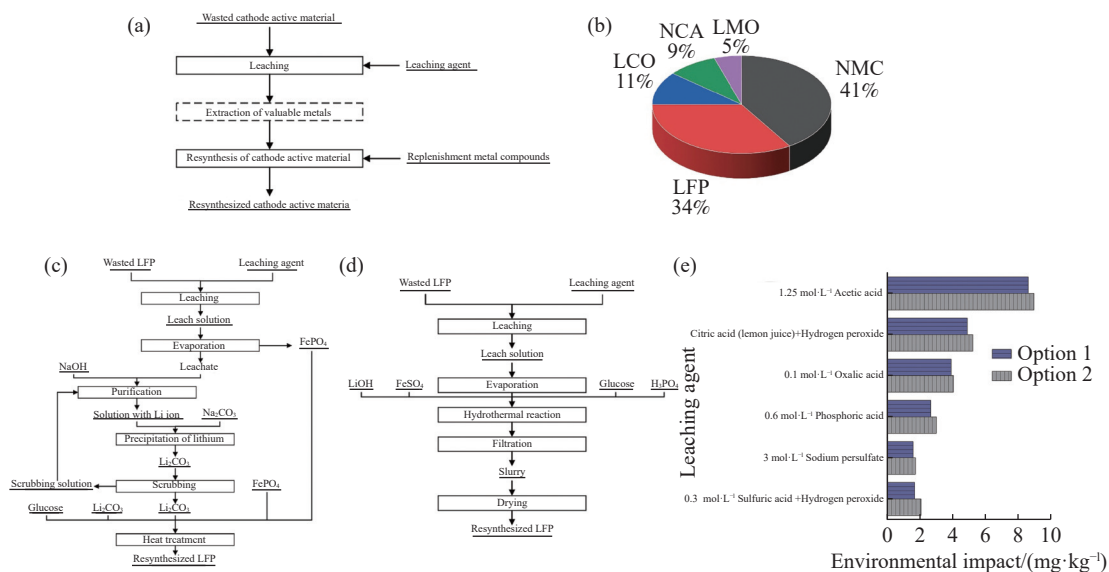 (a)
Wasted cathode active material
Leaching
Leaching agent
Extraction of valuable metals
Resynthesis of cathode active material
Replenishment metal compounds
Resynthesized cathode active materia
(b)
NCA
9%
LMO
5%
LCO
11%
NMC
41%
LFP
34%
(c)
Wasted LFP
Leaching agent
Leaching
Leach solution
Evaporation
FePO₄
Leachate
NaOH
Purification
Solution with Li ion
Na₂CO₃
Precipitation of lithium
Li₂CO₃
Scrubbing solution
Scrubbing
FePO₄
Glucose
Li₂CO₃
Li₂CO₃
Heat treatment
Resynthesized LFP
(d)
Wasted LFP
Leaching agent
Leaching
Leach solution
Evaporation
LiOH
FeSO₄
Glucose
H₃PO₄
Hydrothermal reaction
Filtration
Slurry
Drying
Resynthesized LFP
(e)
Leaching agent
1.25 mol·L⁻¹ Acetic acid
Citric acid (lemon juice)+Hydrogen peroxide
0.1 mol·L⁻¹ Oxalic acid
0.6 mol·L⁻¹ Phosphoric acid
3 mol·L⁻¹ Sodium persulfate
0.3 mol·L⁻¹ Sulfuric acid +Hydrogen peroxide
Option 1
Option 2
0 2 4 6 8 10
Environmental impact/(mg·kg⁻¹)